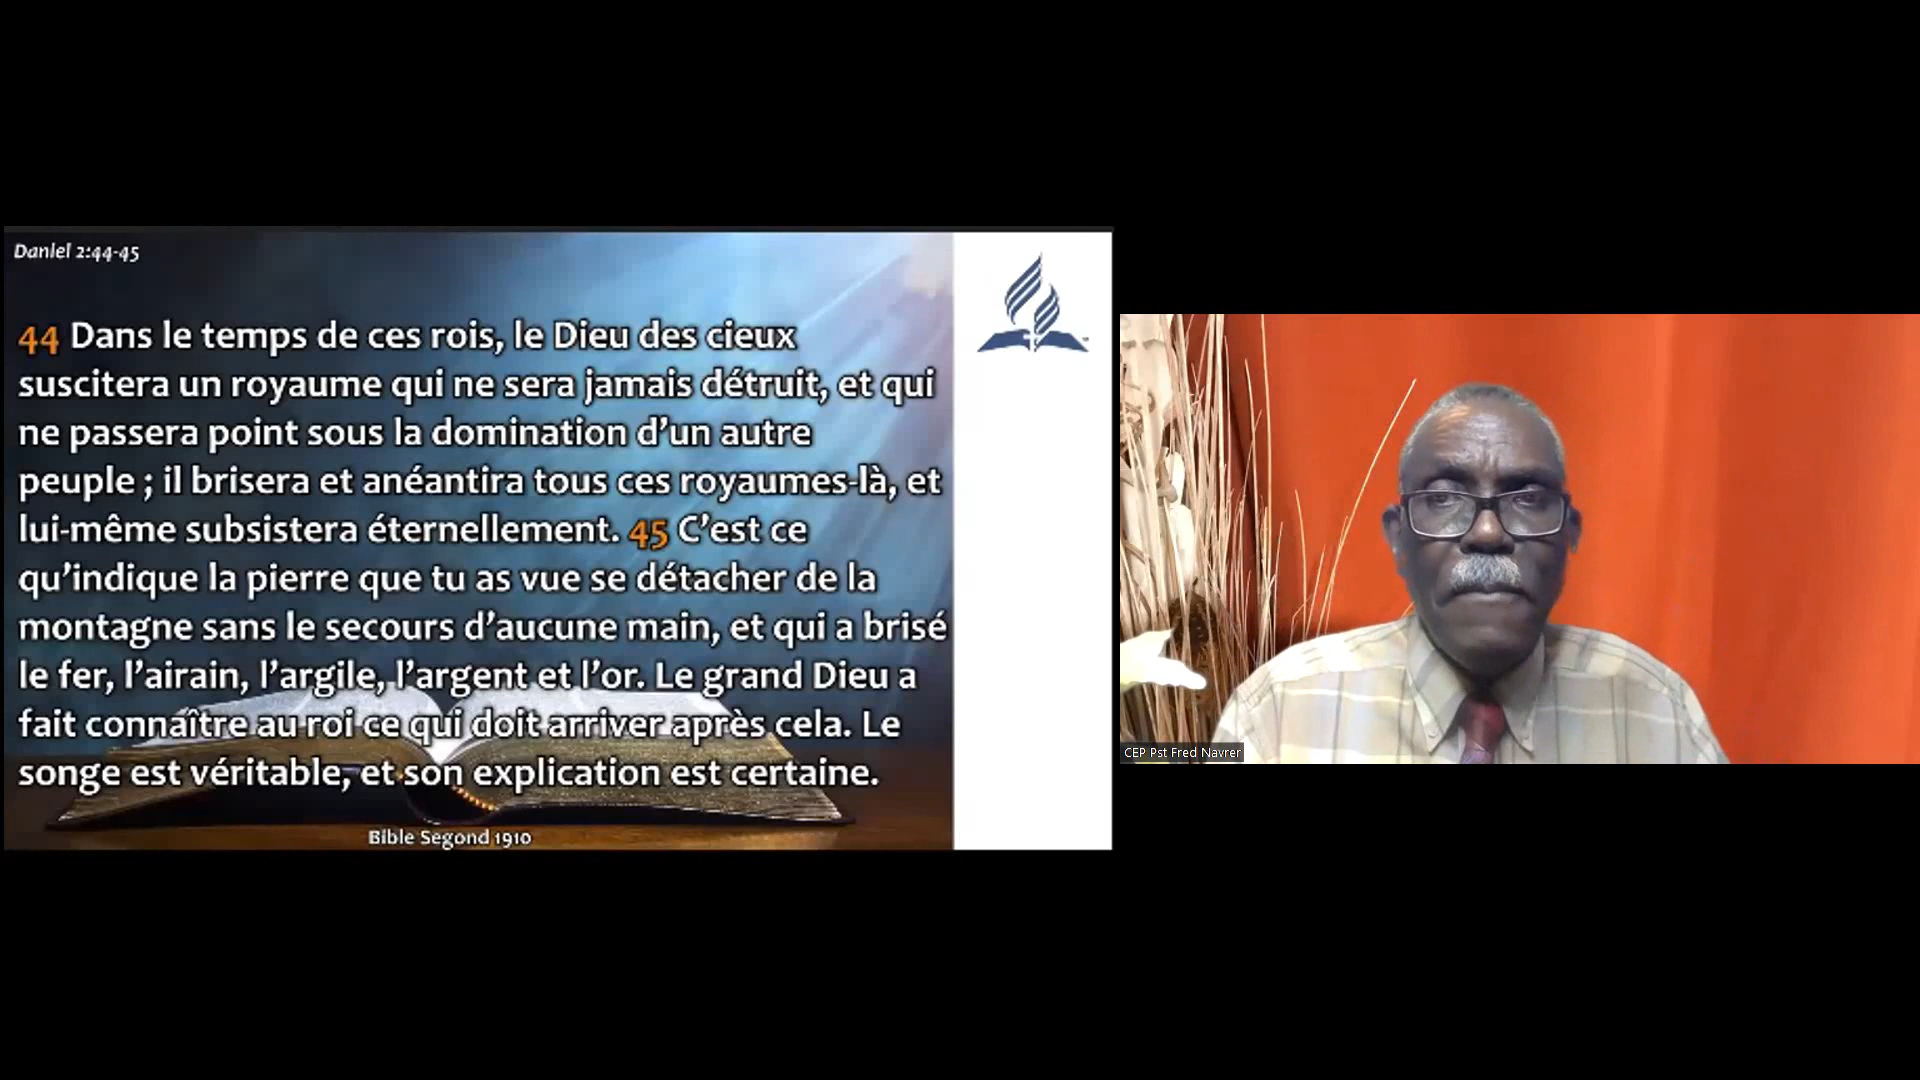 Daniel 2:44-45
44 Dans le temps de ces rois, le Dieu des cieux
suscitera un royaume qui ne sera jamais détruit, et qui
ne passera point sous la domination d’un autre
peuple ; il brisera et anéantira tous ces royaumes-là, et
lui-même subsistera éternellement. 45 C’est ce
qu’indique la pierre que tu as vue se détacher de la
montagne sans le secours d’aucune main, et qui a brisé
le fer, l’airain, l’argile, l’argent et l’or. Le grand Dieu a
fait connaître au roi ce qui doit arriver après cela. Le
songe est véritable, et son explication est certaine.
Bible Segond 1910
CEP Pst Fred Navrer